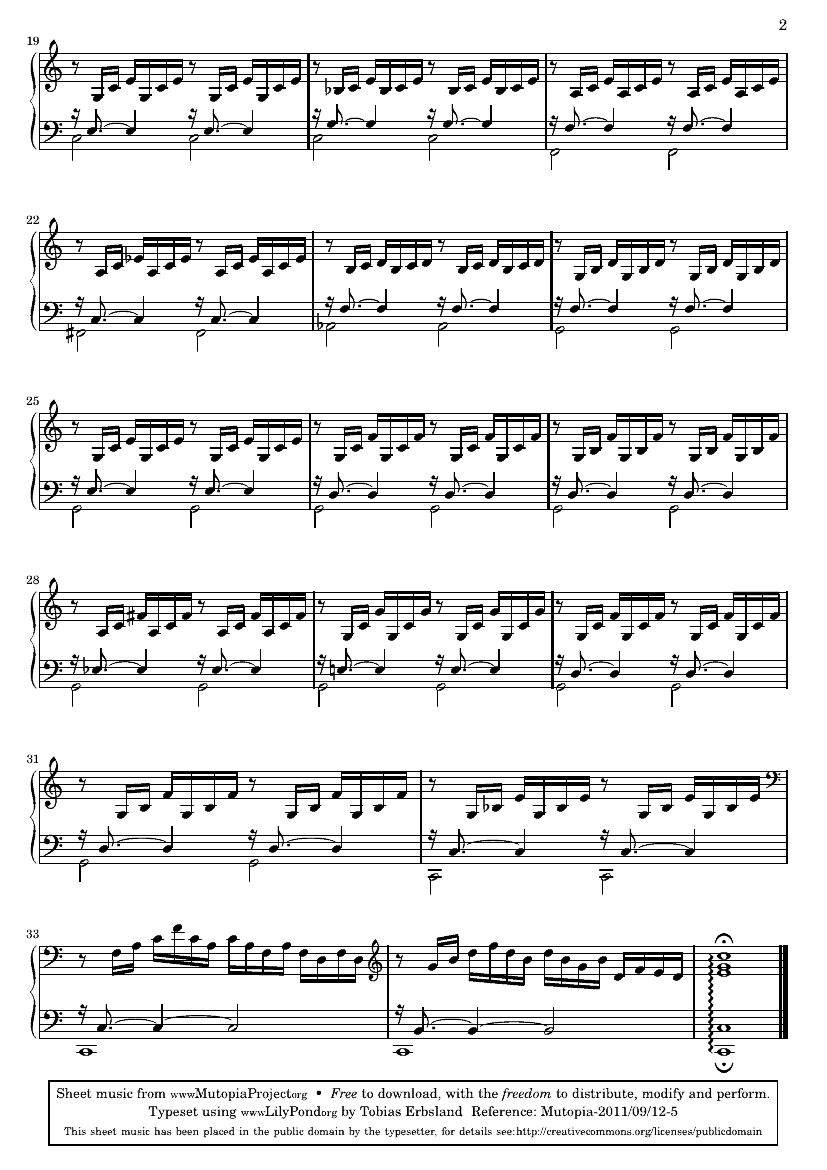 2
19
22
25
28
31
33
Sheet music from www.MutopiaProject.org • Free to download, with the freedom to distribute, modify and perform.
Typeset using www.LilyPond.org by Tobias Erbsland Reference: Mutopia-2011/09/12-5
This sheet music has been placed in the public domain by the typesetter, for details see: http://creativecommons.org/licenses/publicdomain